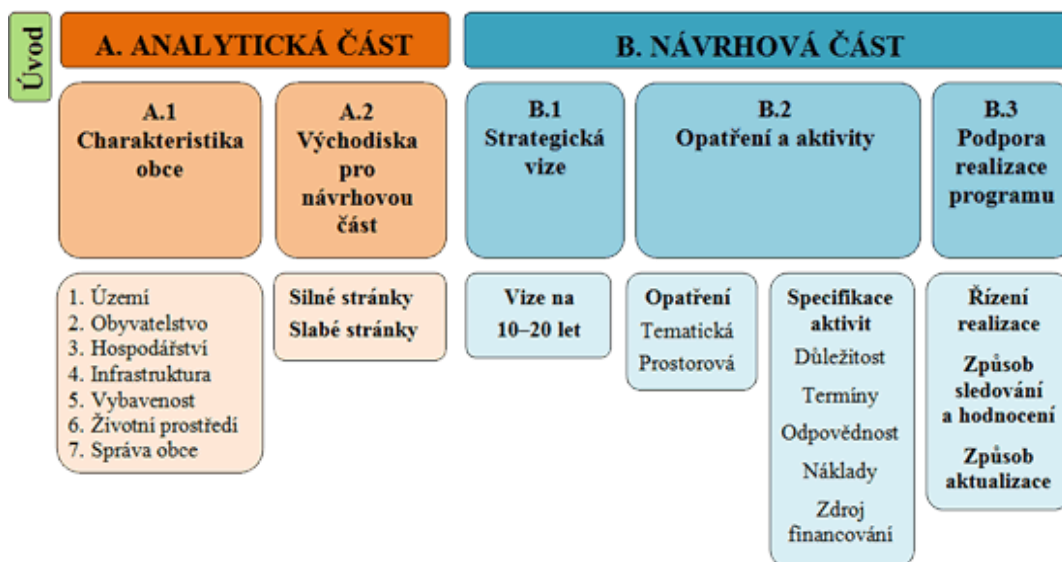 Úvod
A. ANALYTICKÁ ČÁST
B. NÁVRHOVÁ ČÁST
A.1
Charakteristika
obce
A.2
Východiska
pro
návrhovou
část
B.1
Strategická
vize
B.2
Opatření a aktivity
B.3
Podpora
realizace
programu
1. Území
2. Obyvatelstvo
3. Hospodářství
4. Infrastruktura
5. Vybavenost
6. Životní prostředí
7. Správa obce
Silné stránky
Slabé stránky
Vize na
10–20 let
Opatření
Tematická
Prostorová
Specifikace
aktivit
Důležitost
Termíny
Odpovědnost
Náklady
Zdroj
financování
Řízení
realizace
Způsob
sledování
a hodnocení
Způsob
aktualizace